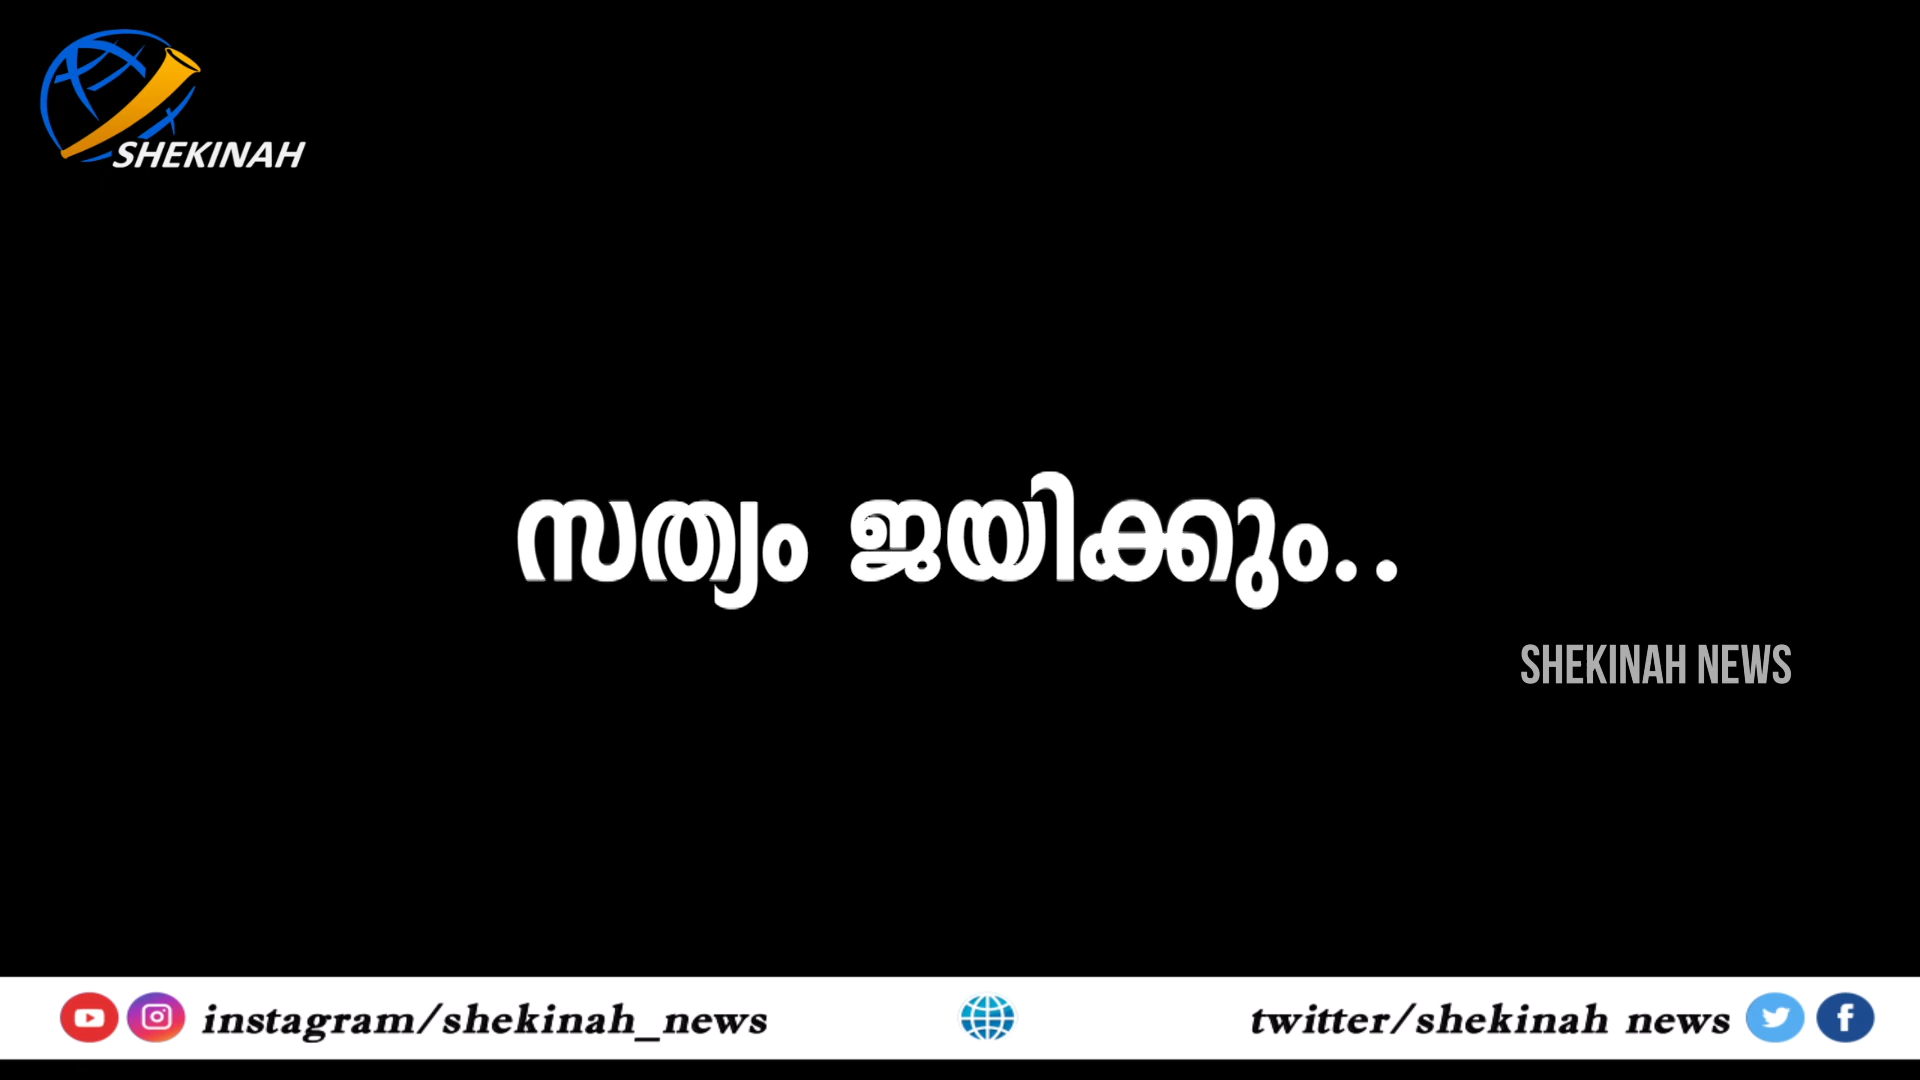 SHEKINAH
സത്യം ജയിക്കും..
SHEKINAH NEWS
instagram/shekinah_news
twitter/shekinah news